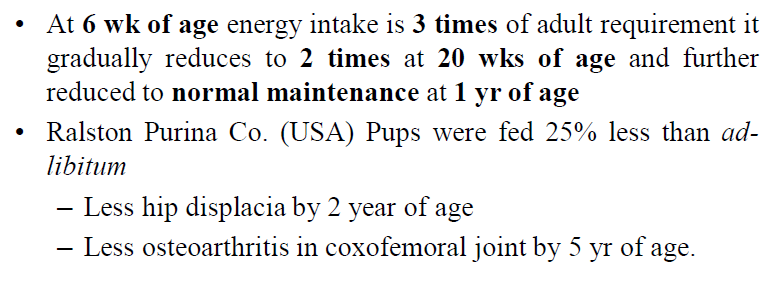 • At 6 wk of age energy intake is 3 times of adult requirement it
gradually reduces to 2 times at 20 wks of age and further
reduced to normal maintenance at 1 yr of age
• Ralston Purina Co. (USA) Pups were fed 25% less than ad-
libitum
– Less hip displacia by 2 year of age
– Less osteoarthritis in coxofemoral joint by 5 yr of age.